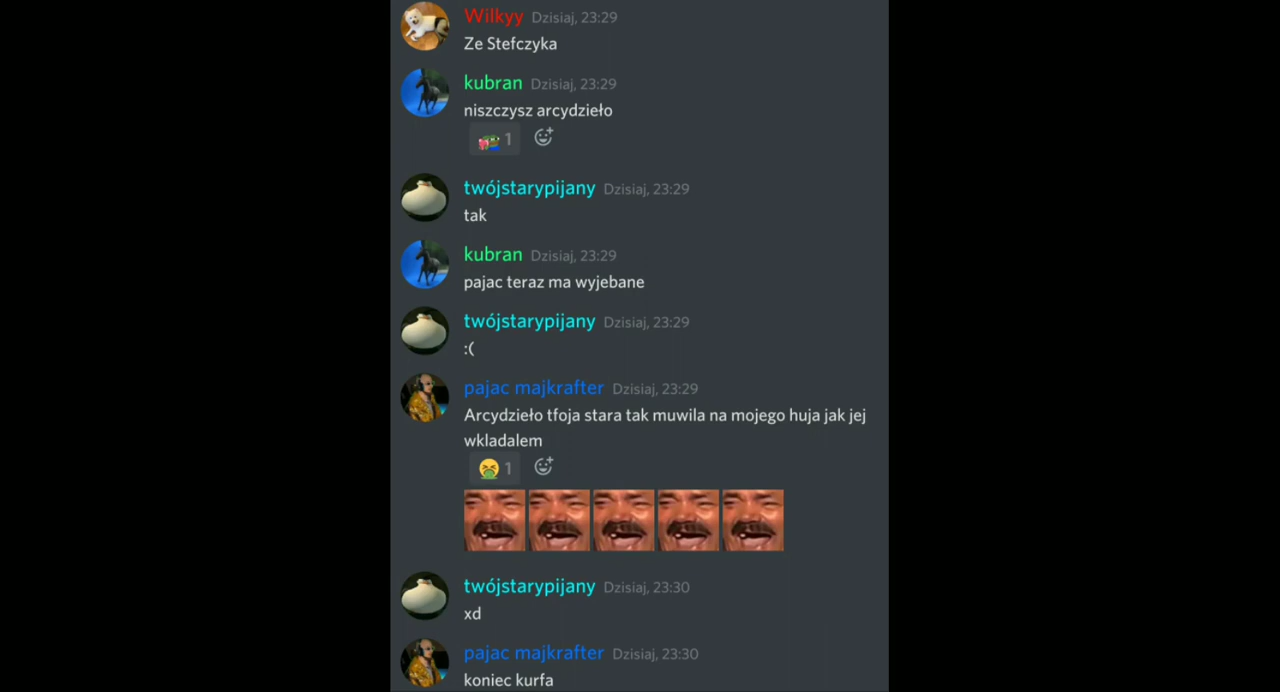 Wilkyy Dzisiaj, 23:29
Ze Stefczyka
kubran Dzisiaj, 23:29
niszczysz arcydzieło
1
twójstarypijany Dzisiaj, 23:29
tak
kubran Dzisiaj, 23:29
pajac teraz ma wyjebane
twójstarypijany Dzisiaj, 23:29
:(
pajac majkrafter Dzisiaj, 23:29
Arcydzieło tfoja stara tak muwila na mojego huja jak jej
wkladalem
1
twójstarypijany Dzisiaj, 23:30
xd
pajac majkrafter Dzisiaj, 23:30
koniec kurfa